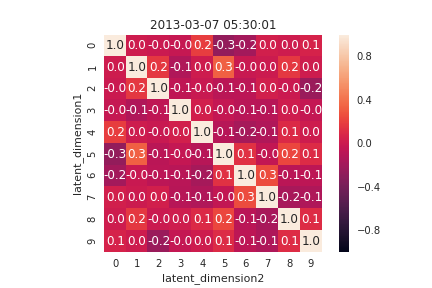 2013-03-07 05:30:01
0 1.0 0.0 -0.0 -0.0 0.2 -0.3 -0.2 0.0 0.0 0.1
1 0.0 1.0 0.2 -0.1 0.0 0.3 -0.0 0.0 0.2 0.0
2 -0.0 0.2 1.0 -0.1 -0.0 -0.1 -0.1 0.0 -0.0 -0.2
3 -0.0 -0.1 -0.1 1.0 0.0 -0.0 -0.1 -0.1 0.0 -0.0
4 0.2 0.0 -0.0 0.0 1.0 -0.1 -0.2 -0.1 0.1 0.0
5 -0.3 0.3 -0.1 -0.0 -0.1 1.0 0.1 -0.0 0.2 0.1
6 -0.2 -0.0 -0.1 -0.1 -0.2 0.1 1.0 0.3 -0.1 -0.1
7 0.0 0.0 0.0 -0.1 -0.1 -0.0 0.3 1.0 -0.2 -0.1
8 0.0 0.2 -0.0 0.0 0.1 0.2 -0.1 -0.2 1.0 0.1
9 0.1 0.0 -0.2 -0.0 0.0 0.1 -0.1 -0.1 0.1 1.0
0 1 2 3 4 5 6 7 8 9
latent_dimension2
latent_dimension1
0.8
0.4
0.0
-0.4
-0.8